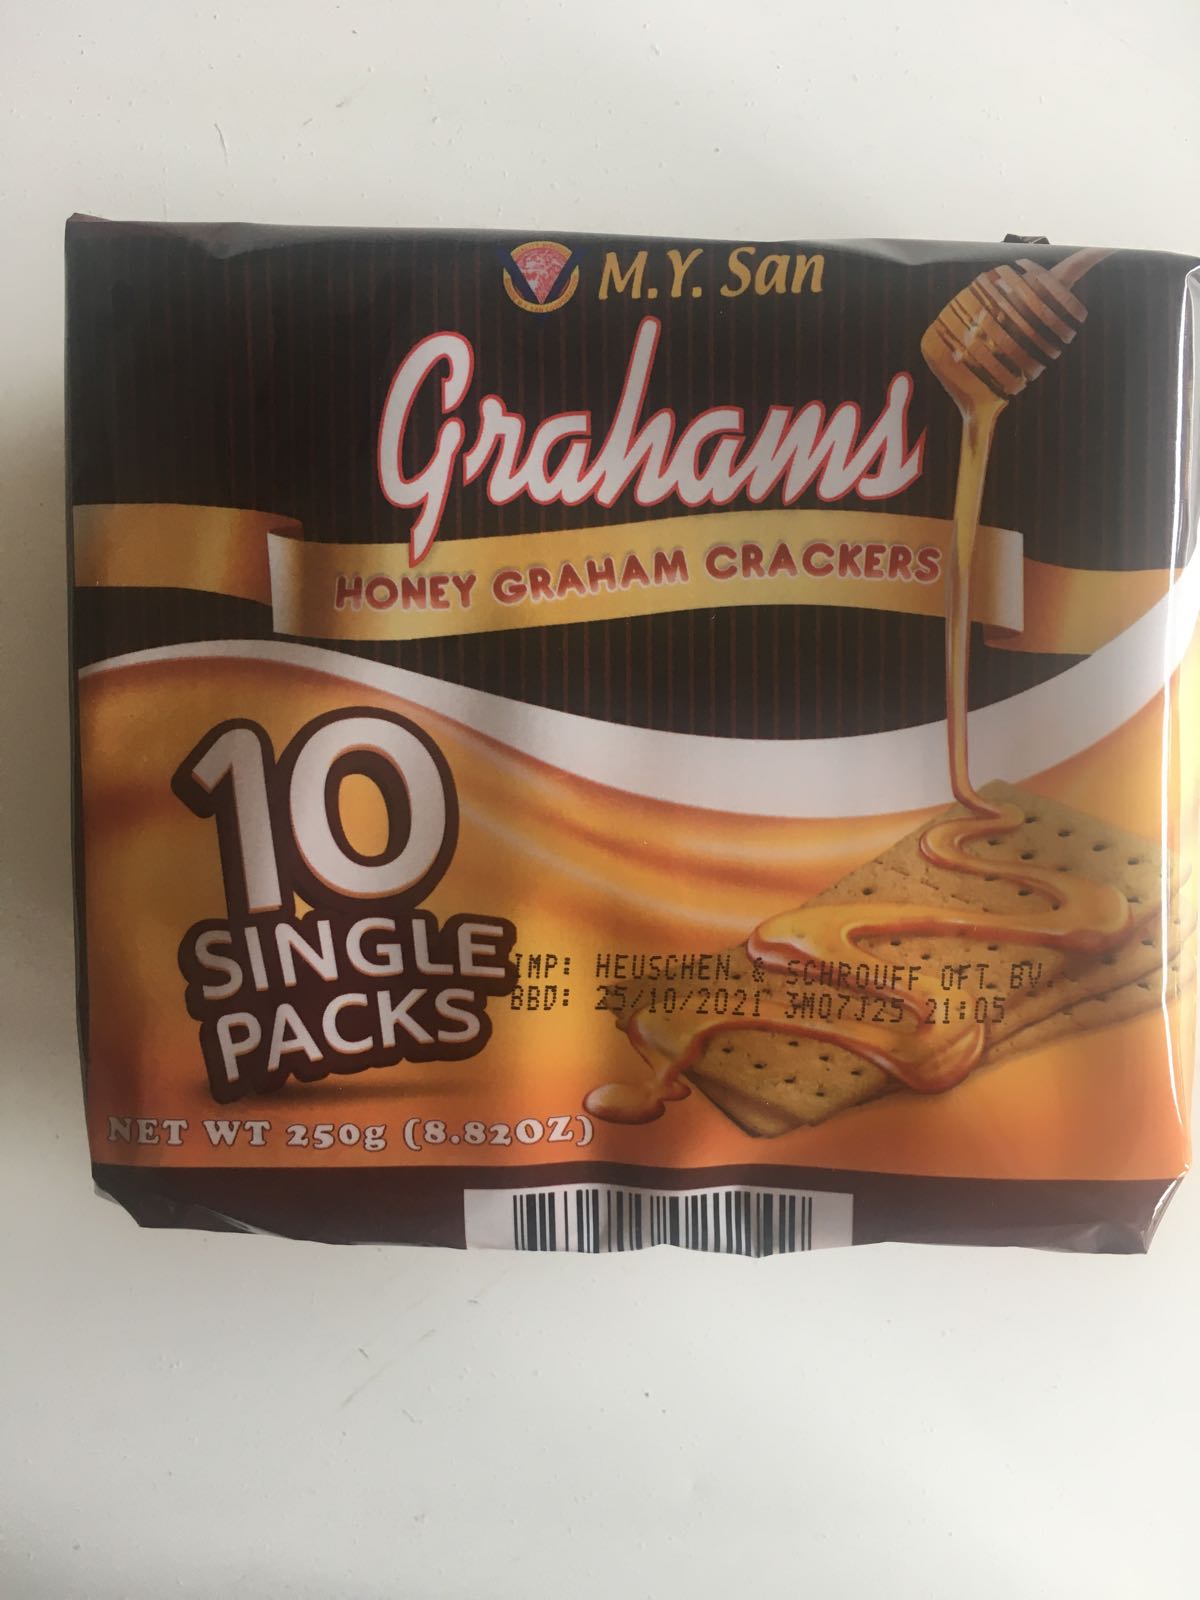 M.Y. San
Grahams
HONEY GRAHAM CRACKERS
10
SINGLE
PACKS
IMP: HEUSCHEN & SCHROUFF OFT BV.
BBD: 25/10/2021 3M07J25 21:05
NET WT 250g (8.82OZ)